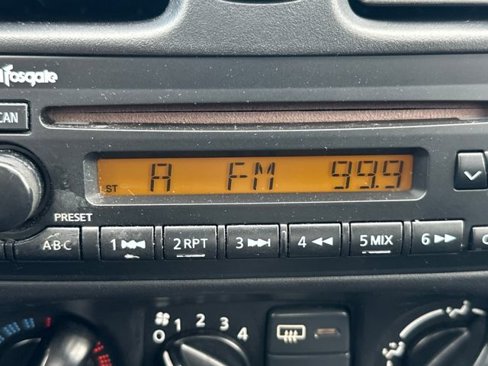 Fosgate
CAN
ST A FM 99.9
PRESET
A·B·C 1 2 RPT 3 4 5 MIX 6
0 1 2 3 4